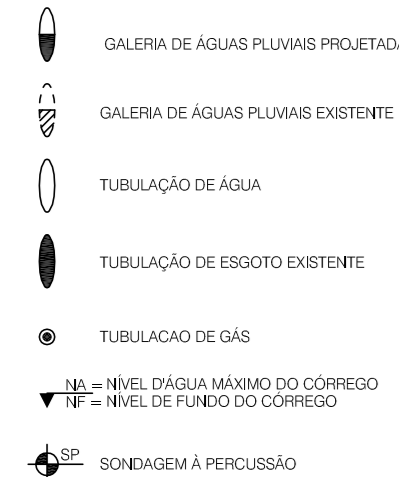 GALERIA DE ÁGUAS PLUVIAIS PROJETADA
GALERIA DE ÁGUAS PLUVIAIS EXISTENTE
TUBULAÇÃO DE ÁGUA
TUBULAÇÃO DE ESGOTO EXISTENTE
TUBULACAO DE GÁS
NA = NÍVEL D'ÁGUA MÁXIMO DO CÓRREGO
NF = NÍVEL DE FUNDO DO CÓRREGO
SP SONDAGEM À PERCUSSÃO